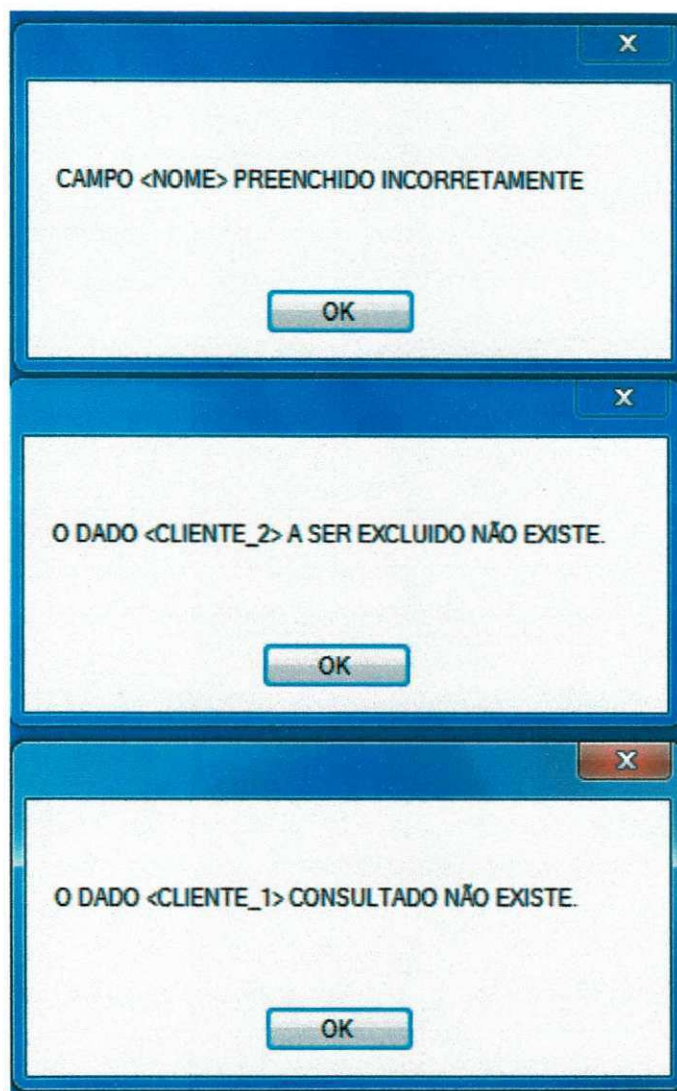 X
CAMPO <NOME> PREENCHIDO INCORRETAMENTE
OK
X
O DADO <CLIENTE_2> A SER EXCLUIDO NÃO EXISTE.
OK
X
O DADO <CLIENTE_1> CONSULTADO NÃO EXISTE.
OK